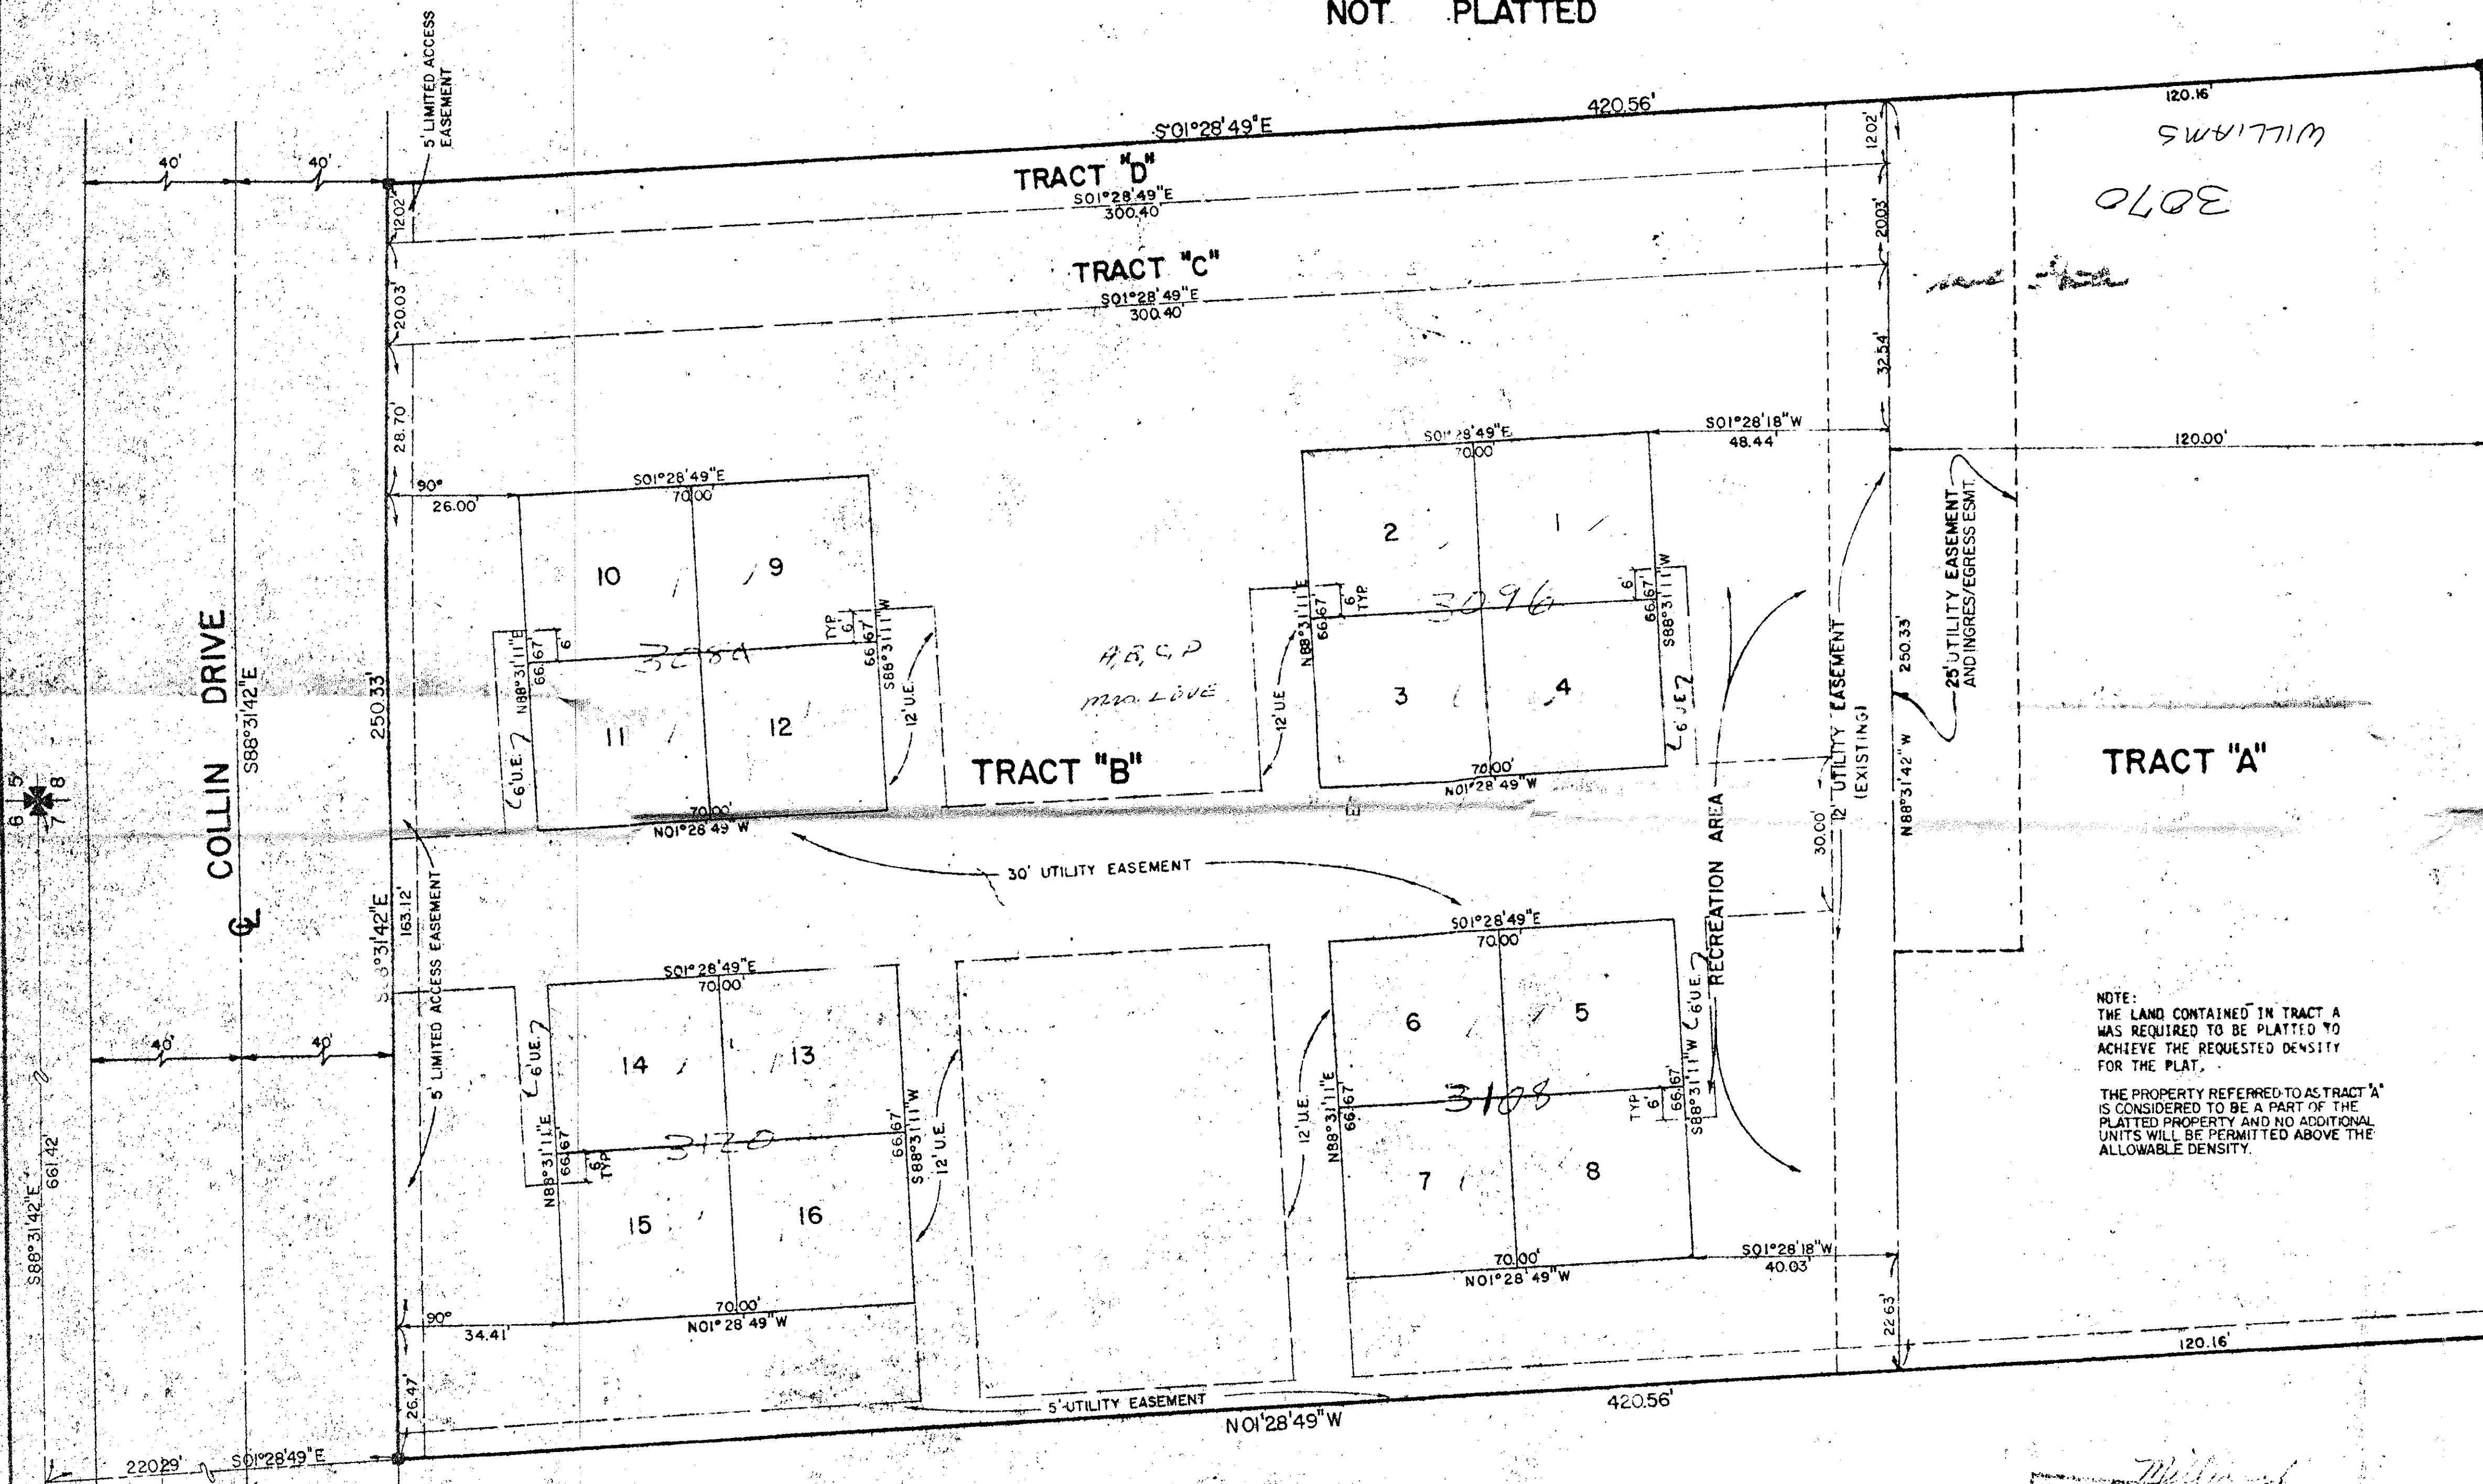 NOT PLATTED
5' LIMITED ACCESS
EASEMENT
40'
40'
S01°28'49"E
420.56'
120.16'
WILLIAMS
3070
12.02'
12.02'
TRACT "D"
S01°28'49"E
300.40'
20.03'
20.03'
TRACT "C"
S01°28'49"E
300.40'
28.70'
32.54'
90°
26.00'
S01°28'49"E
70.00'
S01°28'49"E
70.00'
S01°28'18"W
48.44'
120.00'
10
9
2
1
N88°31'11"E
66.67'
6'
TYP.
6'
66.67'
S88°31'11"W
N88°31'11"E
66.67'
6'
TYP.
3096
6'
66.67'
S88°31'11"W
6' U.E.
12' U.E.
A, B, C, D
MRS. LOVE
12' U.E.
6' U.E.
11
12
3
4
70.00'
N01°28'49"W
70.00'
N01°28'49"W
TRACT "B"
COLLIN DRIVE
S88°31'42"E
250.33'
6 5
7 8
25' UTILITY EASEMENT
AND INGRES/EGRESS ESMT.
250.33'
N88°31'42"W
12' UTILITY EASEMENT
(EXISTING)
30.00'
TRACT "A"
RECREATION AREA
30' UTILITY EASEMENT
℄
163.12'
5' LIMITED ACCESS EASEMENT
40'
40'
S01°28'49"E
70.00'
S01°28'49"E
70.00'
6' U.E.
14
13
6
5
6' U.E.
N88°31'11"E
66.67'
6'
TYP.
3120
66.67'
S88°31'11"W
12' U.E.
12' U.E.
N88°31'11"E
66.67'
3108
TYP.
6'
66.67'
S88°31'11"W
15
16
7
8
NOTE:
THE LAND CONTAINED IN TRACT A
WAS REQUIRED TO BE PLATTED TO
ACHIEVE THE REQUESTED DENSITY
FOR THE PLAT.
THE PROPERTY REFERRED TO AS TRACT "A"
IS CONSIDERED TO BE A PART OF THE
PLATTED PROPERTY AND NO ADDITIONAL
UNITS WILL BE PERMITTED ABOVE THE
ALLOWABLE DENSITY.
S88°31'42"E
661.42'
90°
34.41'
70.00'
N01°28'49"W
70.00'
N01°28'49"W
S01°28'18"W
40.03'
22.63'
120.16'
26.47'
5' UTILITY EASEMENT
N01°28'49"W
420.56'
220.29'
S01°28'49"E